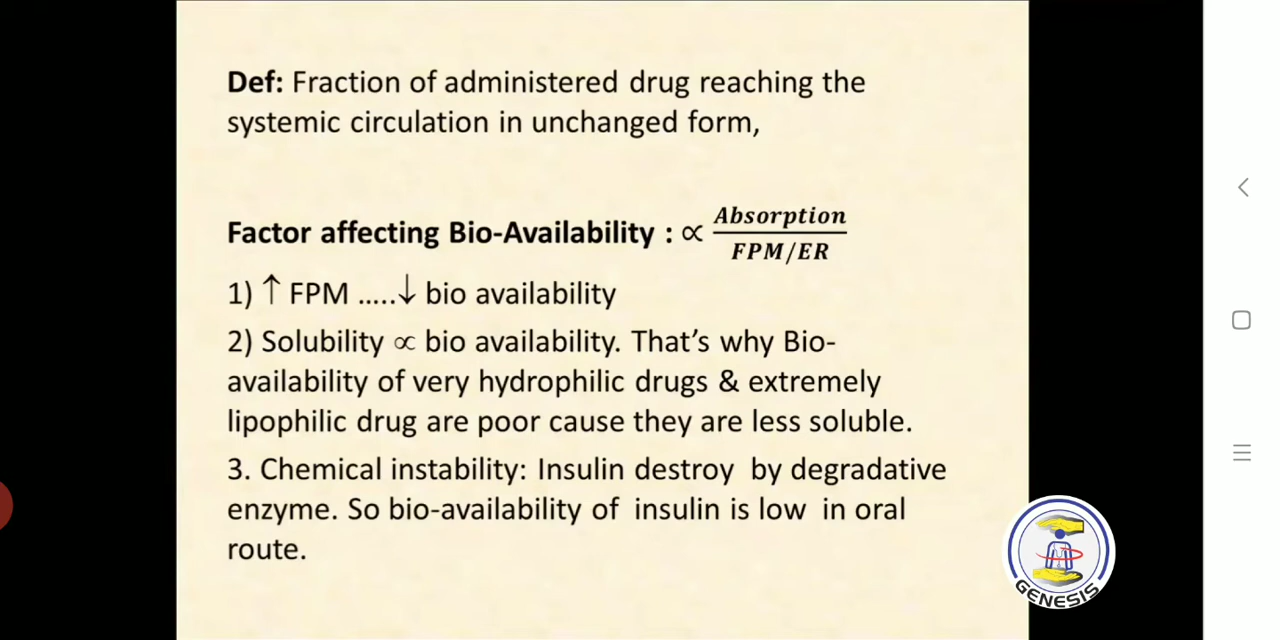 Def: Fraction of administered drug reaching the
systemic circulation in unchanged form,
Factor affecting Bio-Availability : ∝ Absorption / FPM/ER
1) ↑ FPM .....↓ bio availability
2) Solubility ∝ bio availability. That’s why Bio-
availability of very hydrophilic drugs & extremely
lipophilic drug are poor cause they are less soluble.
3. Chemical instability: Insulin destroy by degradative
enzyme. So bio-availability of insulin is low in oral
route.
GENESIS